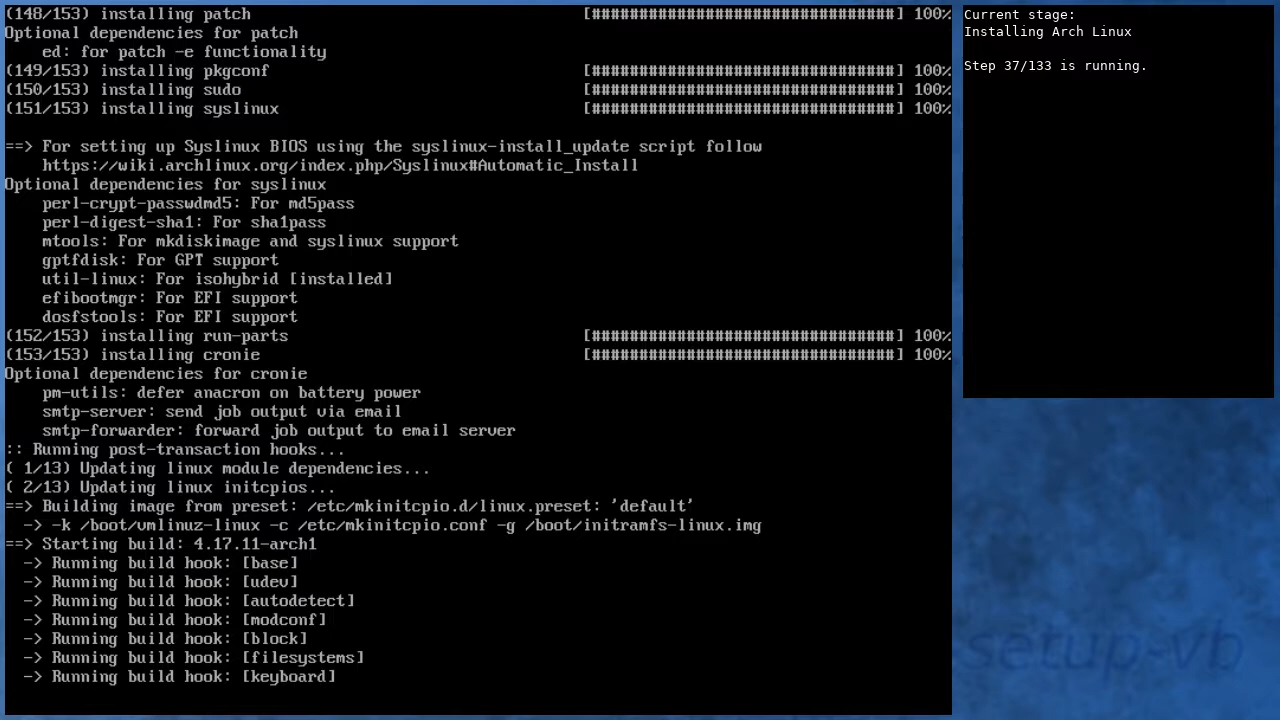 (148/153) installing patch [################################] 100%
Optional dependencies for patch
ed: for patch -e functionality
(149/153) installing pkgconf [################################] 100%
(150/153) installing sudo [################################] 100%
(151/153) installing syslinux [################################] 100%
==> For setting up Syslinux BIOS using the syslinux-install_update script follow
https://wiki.archlinux.org/index.php/Syslinux#Automatic_Install
Optional dependencies for syslinux
perl-crypt-passwdmd5: For md5pass
perl-digest-sha1: For sha1pass
mtools: For mkdiskimage and syslinux support
gptfdisk: For GPT support
util-linux: For isohybrid [installed]
efibootmgr: For EFI support
dosfstools: For EFI support
(152/153) installing run-parts [################################] 100%
(153/153) installing cronie [################################] 100%
Optional dependencies for cronie
pm-utils: defer anacron on battery power
smtp-server: send job output via email
smtp-forwarder: forward job output to email server
:: Running post-transaction hooks...
( 1/13) Updating linux module dependencies...
( 2/13) Updating linux initcpios...
==> Building image from preset: /etc/mkinitcpio.d/linux.preset: 'default'
-> -k /boot/vmlinuz-linux -c /etc/mkinitcpio.conf -g /boot/initramfs-linux.img
==> Starting build: 4.17.11-arch1
-> Running build hook: [base]
-> Running build hook: [udev]
-> Running build hook: [autodetect]
-> Running build hook: [modconf]
-> Running build hook: [block]
-> Running build hook: [filesystems]
-> Running build hook: [keyboard]
Current stage:
Installing Arch Linux
Step 37/133 is running.
setup-vb